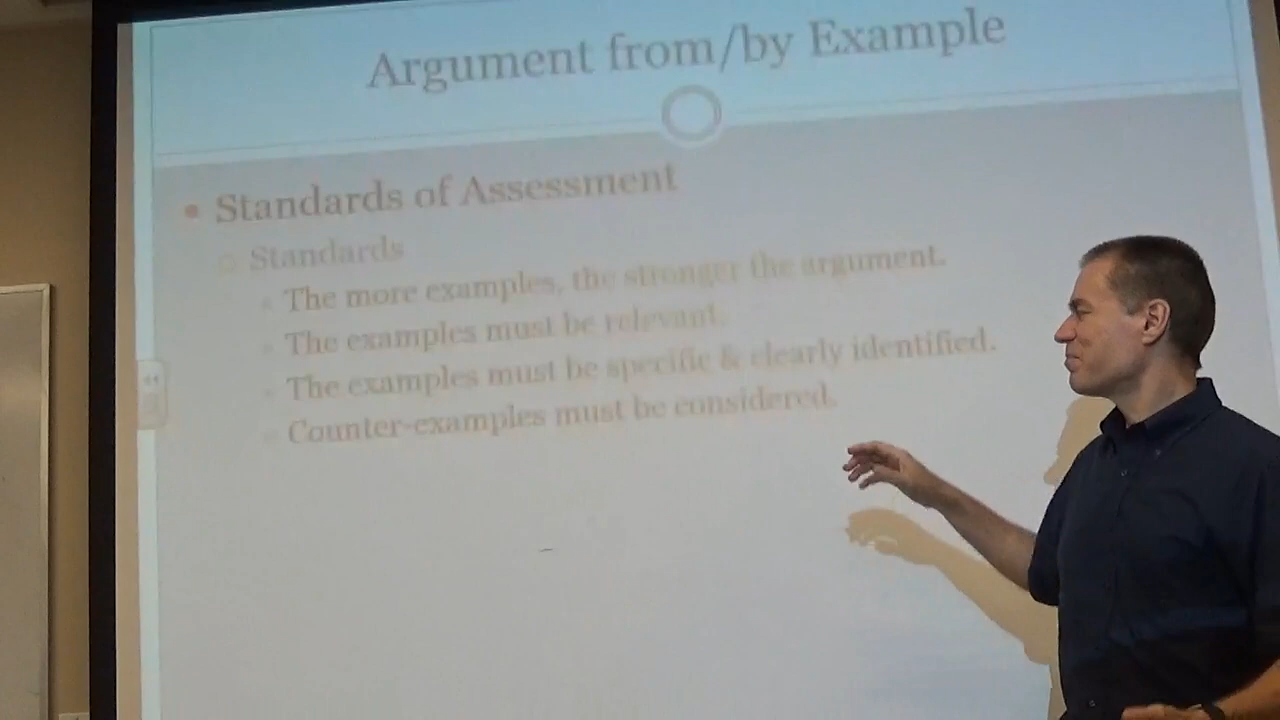 Argument from/by Example
Standards of Assessment
Standards
The more examples, the stronger the argument.
The examples must be relevant.
The examples must be specific & clearly identified.
Counter-examples must be considered.